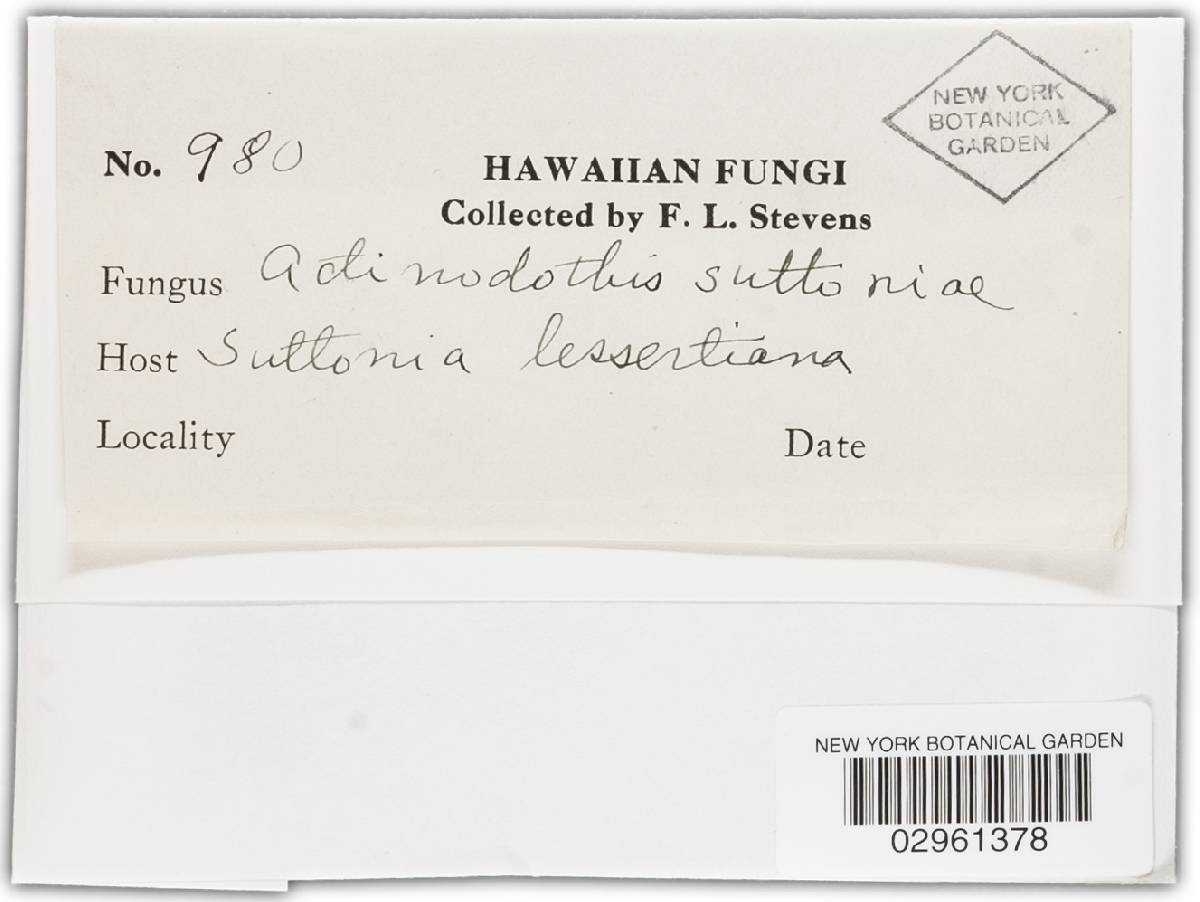 NEW YORK
BOTANICAL
GARDEN
No. 980
HAWAIIAN FUNGI
Collected by F. L. Stevens
Fungus Actinodothis suttoniae
Host Suttonia lessertiana
Locality Date
NEW YORK BOTANICAL GARDEN
02961378